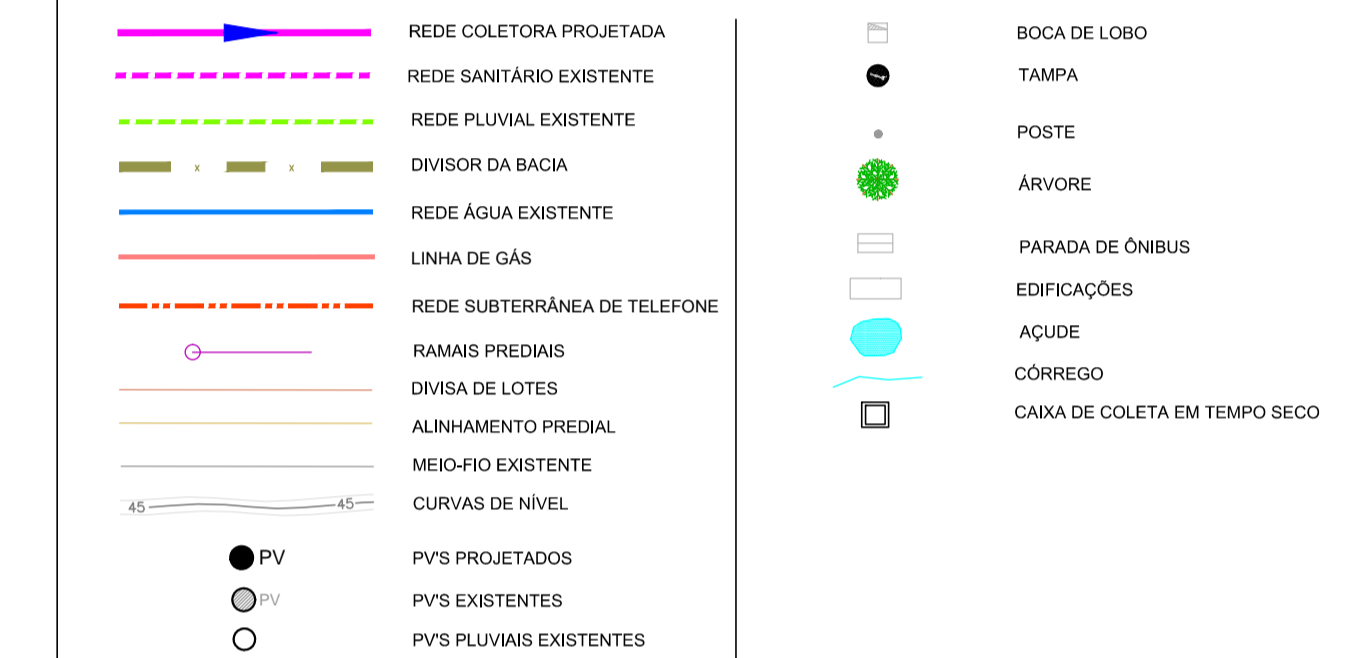 REDE COLETORA PROJETADA
REDE SANITÁRIO EXISTENTE
REDE PLUVIAL EXISTENTE
x x DIVISOR DA BACIA
REDE ÁGUA EXISTENTE
LINHA DE GÁS
REDE SUBTERRÂNEA DE TELEFONE
RAMAIS PREDIAIS
DIVISA DE LOTES
ALINHAMENTO PREDIAL
MEIO-FIO EXISTENTE
45 45 CURVAS DE NÍVEL
PV PV'S PROJETADOS
PV PV'S EXISTENTES
PV'S PLUVIAIS EXISTENTES
BOCA DE LOBO
TAMPA
POSTE
ÁRVORE
PARADA DE ÔNIBUS
EDIFICAÇÕES
AÇUDE
CÓRREGO
CAIXA DE COLETA EM TEMPO SECO